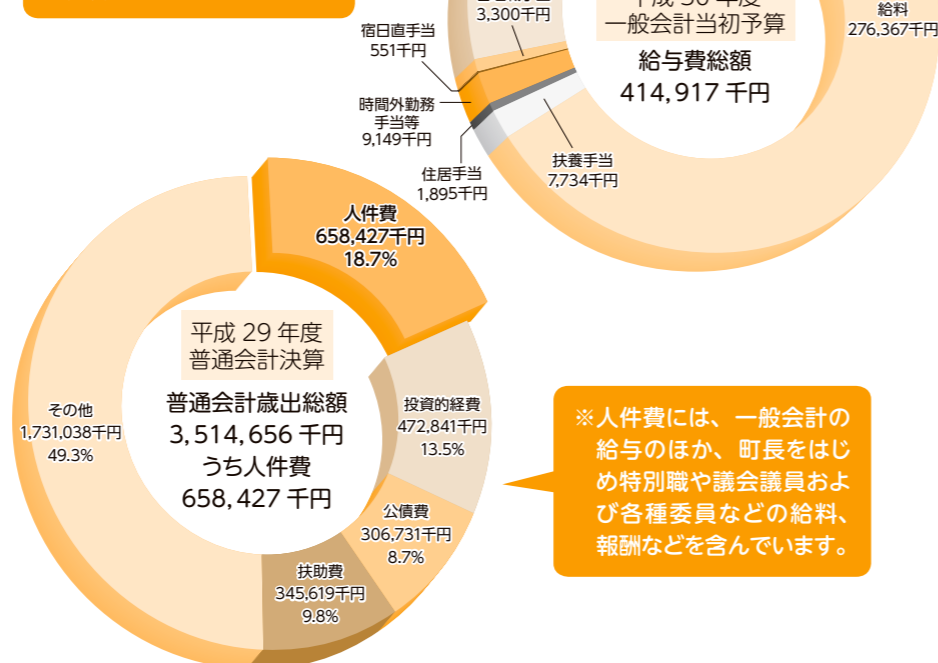 3,300千円
宿日直手当
551千円
時間外勤務
手当等
9,149千円
住居手当
1,895千円
扶養手当
7,734千円
一般会計当初予算
給与費総額
414,917 千円
給料
276,367千円
人件費
658,427千円
18.7%
平成 29 年度
普通会計決算
普通会計歳出総額
3,514,656 千円
うち人件費
658,427 千円
その他
1,731,038千円
49.3%
投資的経費
472,841千円
13.5%
公債費
306,731千円
8.7%
扶助費
345,619千円
9.8%
※人件費には、一般会計の
給与のほか、町長をはじ
め特別職や議会議員およ
び各種委員などの給料、
報酬などを含んでいます。